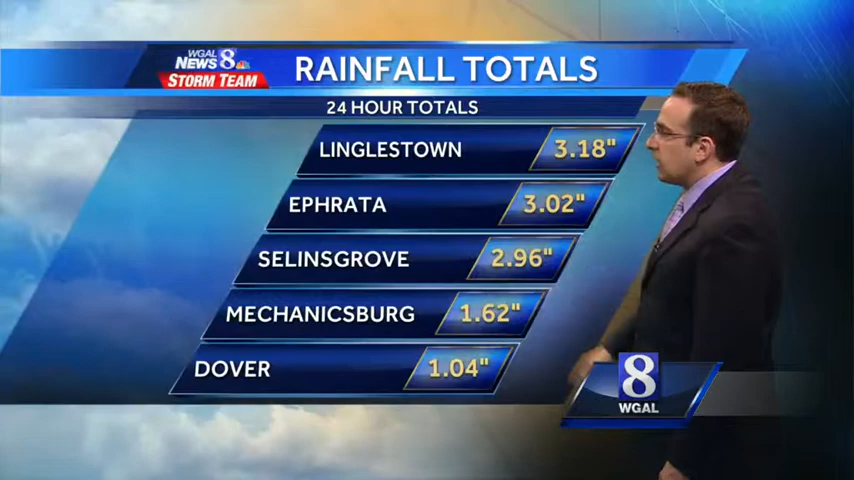 WGAL
NEWS 8
STORM TEAM
RAINFALL TOTALS
24 HOUR TOTALS
LINGLESTOWN 3.18"
EPHRATA 3.02"
SELINSGROVE 2.96"
MECHANICSBURG 1.62"
DOVER 1.04"
8
WGAL